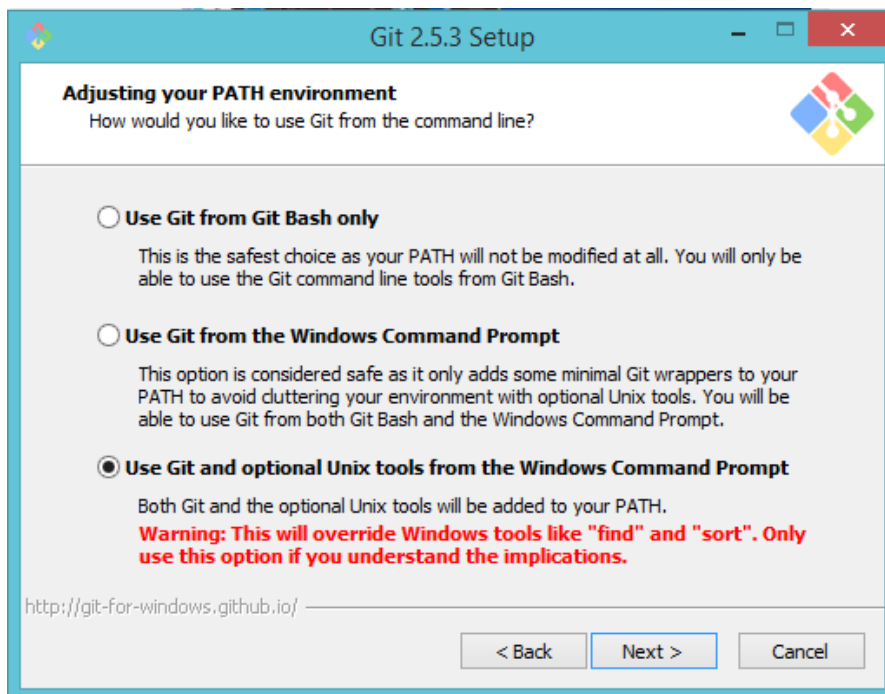 Git 2.5.3 Setup
Adjusting your PATH environment
How would you like to use Git from the command line?
Use Git from Git Bash only
This is the safest choice as your PATH will not be modified at all. You will only be
able to use the Git command line tools from Git Bash.
Use Git from the Windows Command Prompt
This option is considered safe as it only adds some minimal Git wrappers to your
PATH to avoid cluttering your environment with optional Unix tools. You will be
able to use Git from both Git Bash and the Windows Command Prompt.
Use Git and optional Unix tools from the Windows Command Prompt
Both Git and the optional Unix tools will be added to your PATH.
Warning: This will override Windows tools like "find" and "sort". Only
use this option if you understand the implications.
http://git-for-windows.github.io/
< Back Next > Cancel